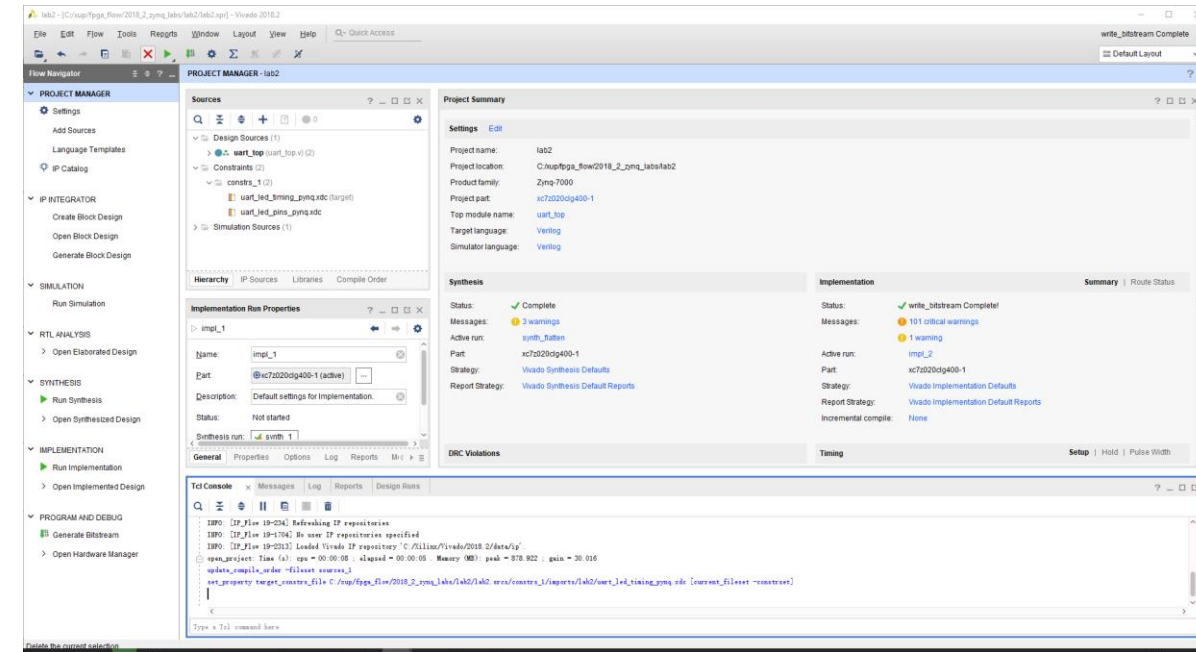 lab2 - [C:/xup/fpga_flow/2018_2_zynq_labs/lab2/lab2.xpr] - Vivado 2018.2
File Edit Flow Tools Reports Window Layout View Help Q- Quick Access
write_bitstream Complete
Default Layout
Flow Navigator
PROJECT MANAGER
Settings
Add Sources
Language Templates
IP Catalog
IP INTEGRATOR
Create Block Design
Open Block Design
Generate Block Design
SIMULATION
Run Simulation
RTL ANALYSIS
Open Elaborated Design
SYNTHESIS
Run Synthesis
Open Synthesized Design
IMPLEMENTATION
Run Implementation
Open Implemented Design
PROGRAM AND DEBUG
Generate Bitstream
Open Hardware Manager
PROJECT MANAGER - lab2
Sources
0
Design Sources (1)
uart_top (uart_top.v) (2)
Constraints (2)
constrs_1 (2)
uart_led_timing_pynq.xdc (target)
uart_led_pins_pynq.xdc
Simulation Sources (1)
Hierarchy IP Sources Libraries Compile Order
Implementation Run Properties
impl_1
Name: impl_1
Part: xc7z020clg400-1 (active) ...
Description: Default settings for Implementation.
Status: Not started
Synthesis run: synth_1
General Properties Options Log Reports
Project Summary
Settings Edit
Project name: lab2
Project location: C:/xup/fpga_flow/2018_2_zynq_labs/lab2
Product family: Zynq-7000
Project part: xc7z020clg400-1
Top module name: uart_top
Target language: Verilog
Simulator language: Verilog
Synthesis
Status: Complete
Messages: 3 warnings
Active run: synth_flatten
Part: xc7z020clg400-1
Strategy: Vivado Synthesis Defaults
Report Strategy: Vivado Synthesis Default Reports
Implementation Summary | Route Status
Status: write_bitstream Complete!
Messages: 101 critical warnings
1 warning
Active run: impl_2
Part: xc7z020clg400-1
Strategy: Vivado Implementation Defaults
Report Strategy: Vivado Implementation Default Reports
Incremental compile: None
DRC Violations
Timing Setup | Hold | Pulse Width
Tcl Console Messages Log Reports Design Runs
INFO: [IP_Flow 19-234] Refreshing IP repositories
INFO: [IP_Flow 19-1704] No user IP repositories specified
INFO: [IP_Flow 19-2313] Loaded Vivado IP repository 'C:/Xilinx/Vivado/2018.2/data/ip'.
open_project: Time (s): cpu = 00:00:08 ; elapsed = 00:00:05 . Memory (MB): peak = 878.922 ; gain = 30.016
update_compile_order -fileset sources_1
set_property target_constrs_file C:/xup/fpga_flow/2018_2_zynq_labs/lab2/lab2.srcs/constrs_1/imports/lab2/uart_led_timing_pynq.xdc [current_fileset -constrset]
Type a Tcl command here
Delete the current selection